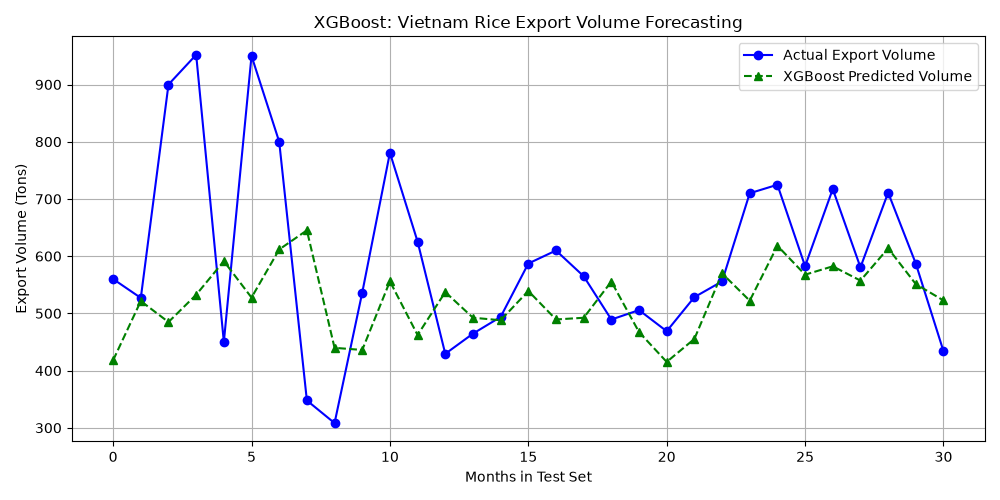 XGBoost: Vietnam Rice Export Volume Forecasting
Actual Export Volume
XGBoost Predicted Volume
Export Volume (Tons)
900
800
700
600
500
400
300
0 5 10 15 20 25 30
Months in Test Set